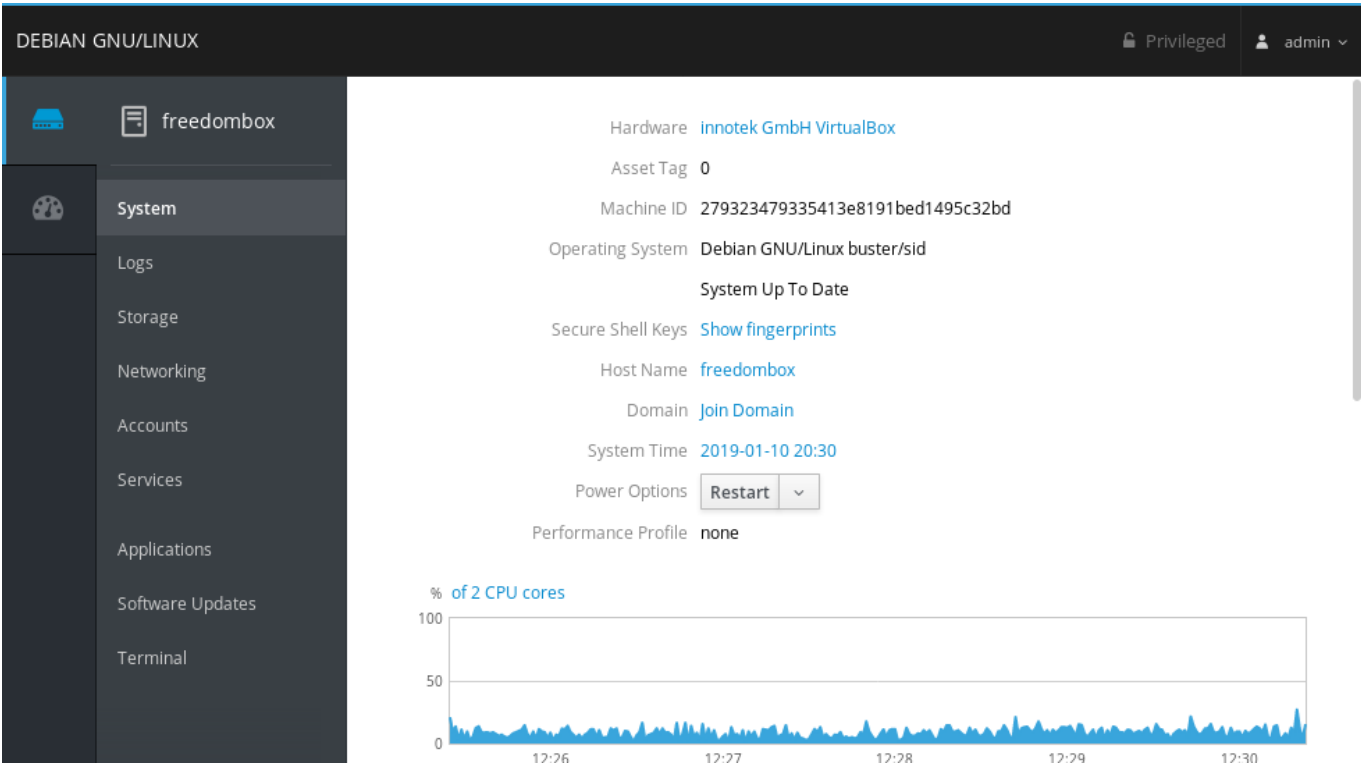 DEBIAN GNU/LINUX
Privileged
admin
freedombox
System
Logs
Storage
Networking
Accounts
Services
Applications
Software Updates
Terminal
Hardware innotek GmbH VirtualBox
Asset Tag 0
Machine ID 279323479335413e8191bed1495c32bd
Operating System Debian GNU/Linux buster/sid
System Up To Date
Secure Shell Keys Show fingerprints
Host Name freedombox
Domain Join Domain
System Time 2019-01-10 20:30
Power Options Restart
Performance Profile none
% of 2 CPU cores
100
50
0
12:26 12:27 12:28 12:29 12:30